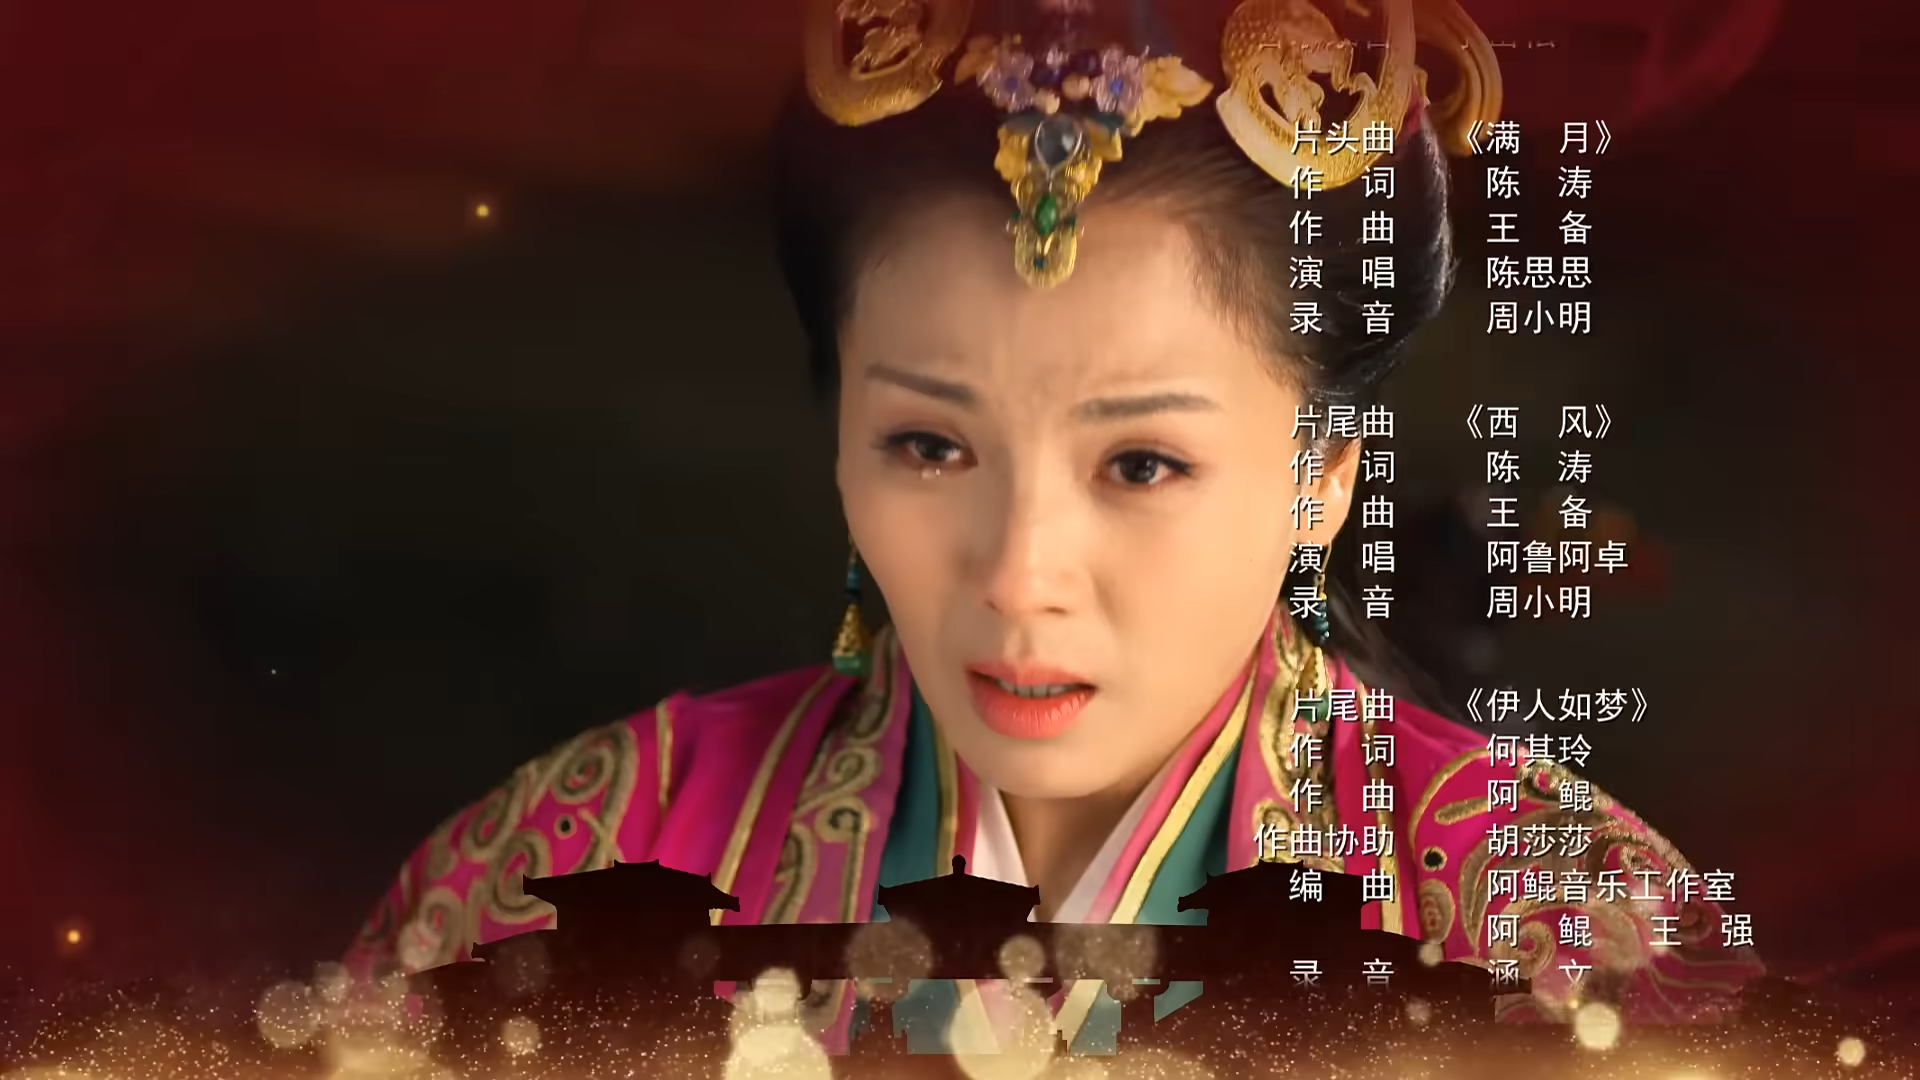 片头曲 《满 月》
作 词 陈 涛
作 曲 王 备
演 唱 陈思思
录 音 周小明
片尾曲 《西 风》
作 词 陈 涛
作 曲 王 备
演 唱 阿鲁阿卓
录 音 周小明
片尾曲 《伊人如梦》
作 词 何其玲
作 曲 阿 鲲
作曲协助 胡莎莎
编 曲 阿鲲音乐工作室
阿 鲲 王 强
录 音 涵 文